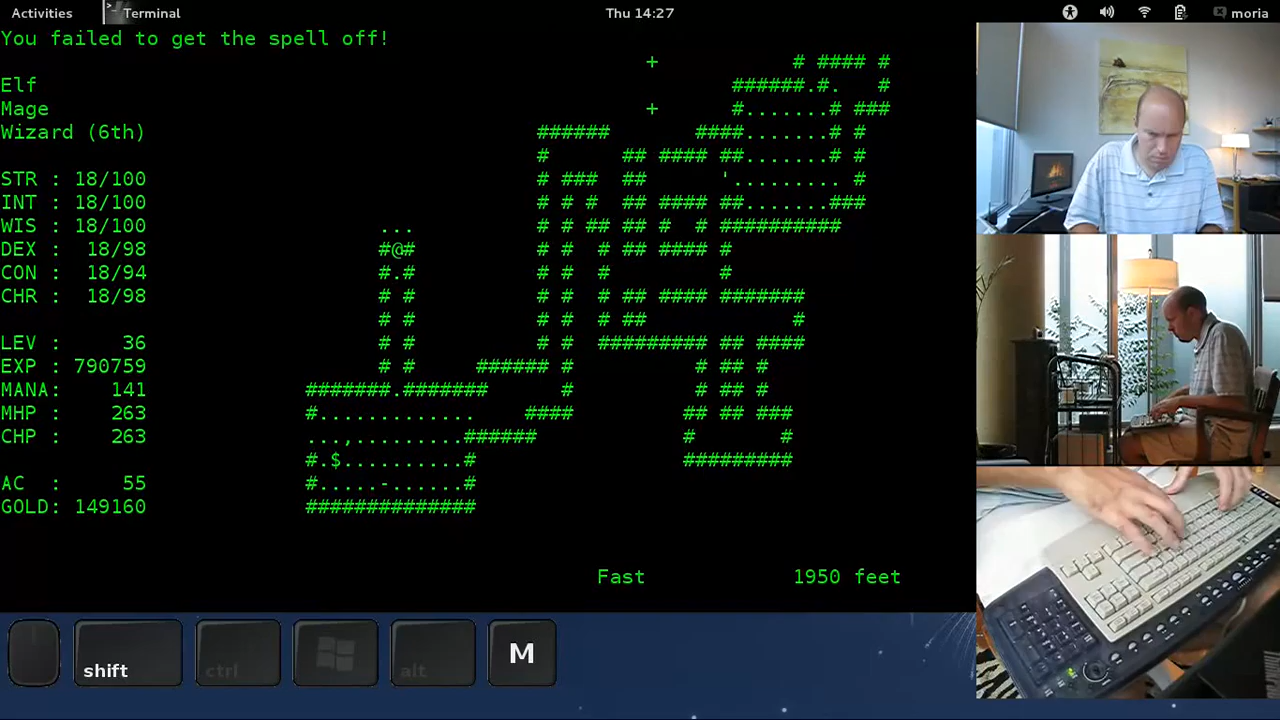 Activities Terminal Thu 14:27 moria
You failed to get the spell off!
+ # #### #
Elf ######.#. #
Mage + #.......# ###
Wizard (6th) ###### ####.......# #
# ## #### ##.......# #
STR : 18/100 # ### ## '........ #
INT : 18/100 # # # ## #### ##.......###
WIS : 18/100 ... # # ## ## # # ##########
DEX : 18/98 #@# # # # ## #### #
CON : 18/94 #.# # # # #
CHR : 18/98 # # # # # ## #### #######
# # # # # ## #
LEV : 36 # # # # ######### ## ####
EXP : 790759 # # ###### # # ## #
MANA: 141 #######.####### # # ## #
MHP : 263 #............. #### ## ## ###
CHP : 263 ...,.........###### # #
#.$..........# #########
AC : 55 #.....-......#
GOLD: 149160 ##############
Fast 1950 feet
shift ctrl alt M